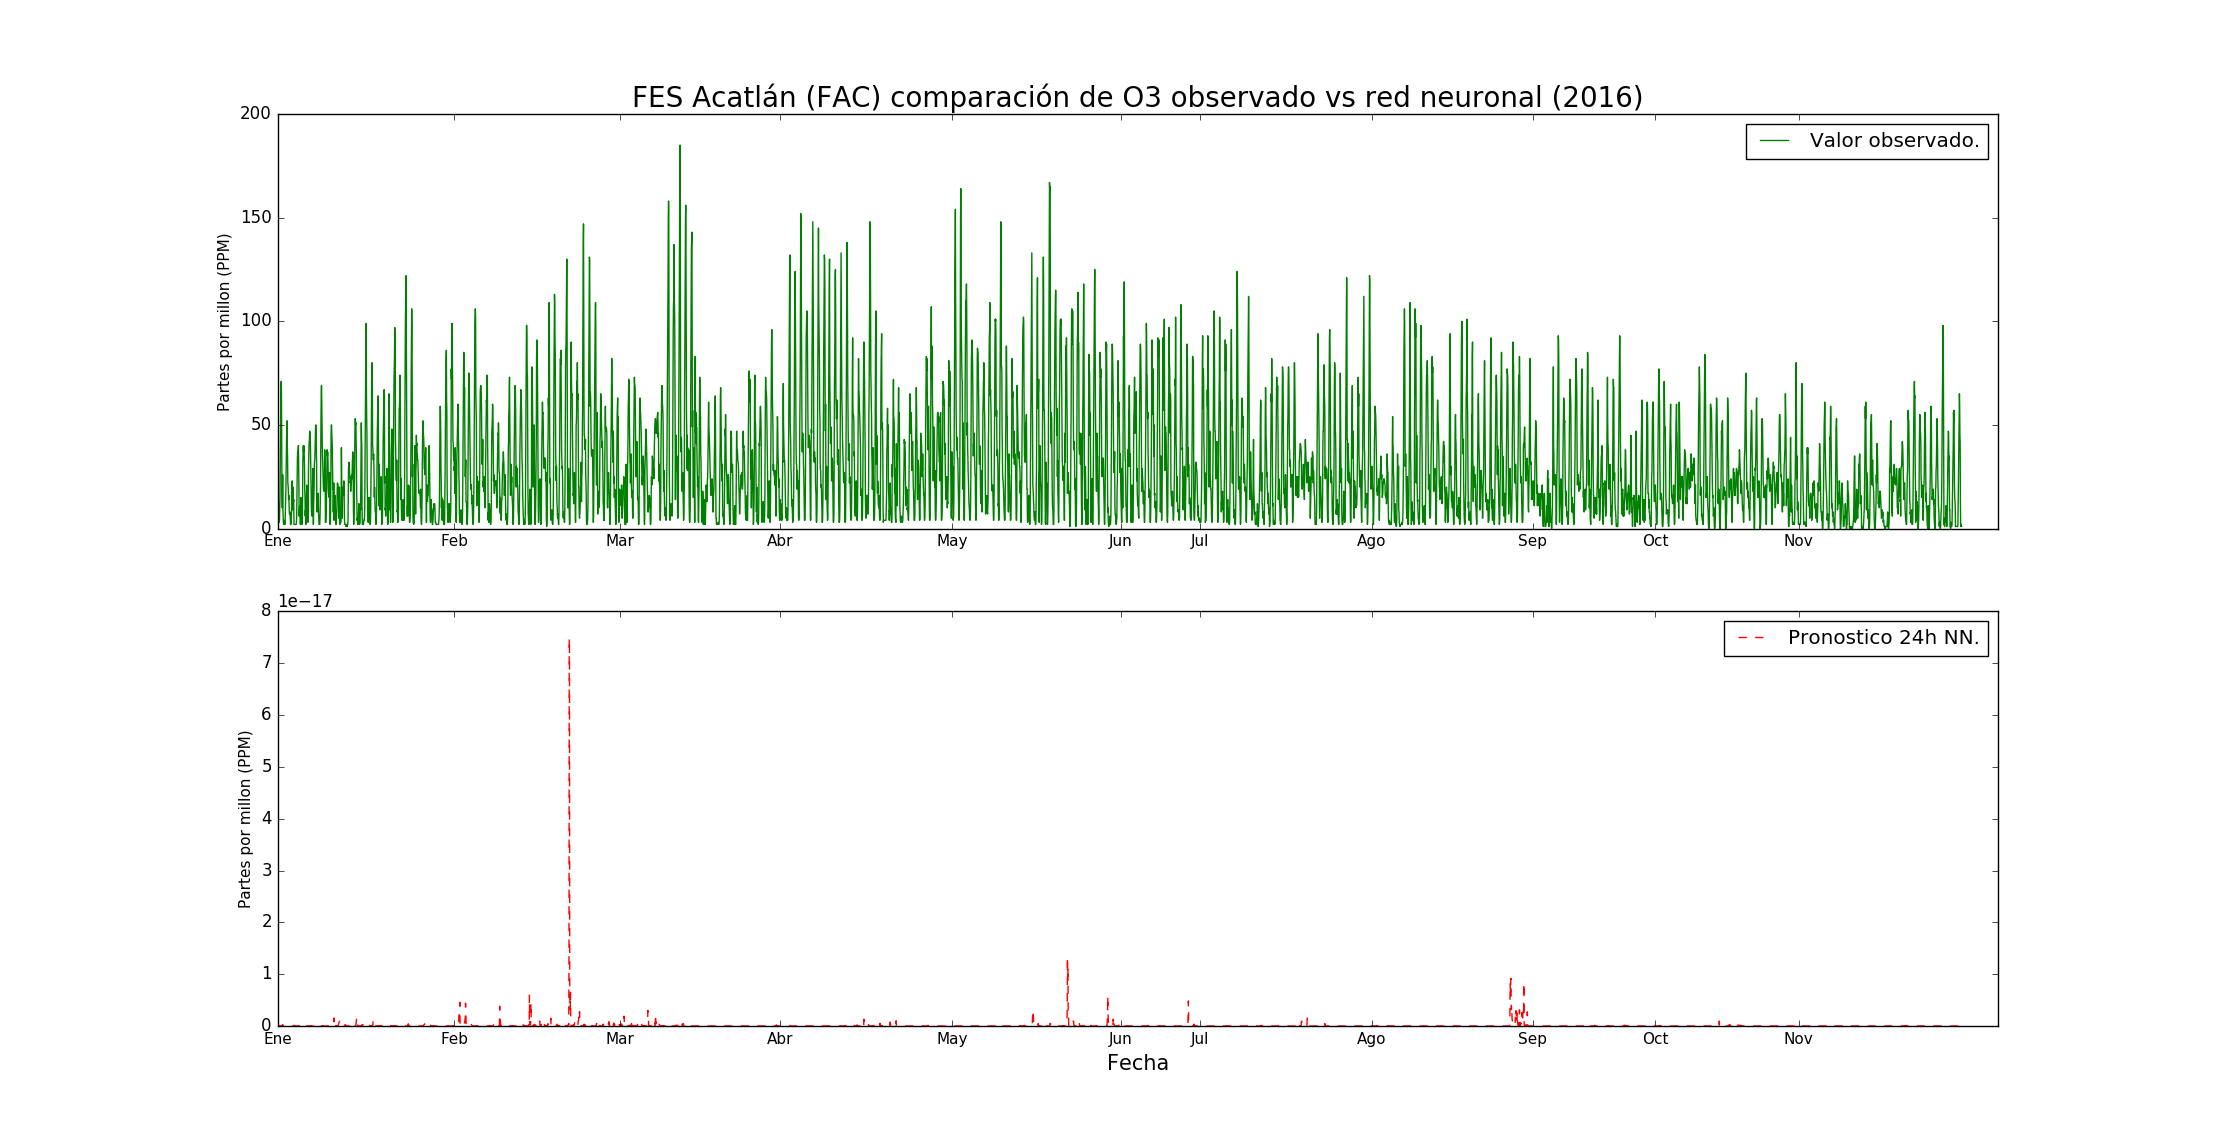 FES Acatlán (FAC) comparación de O3 observado vs red neuronal (2016)
200
150
100
50
0
Partes por millon (PPM)
Valor observado.
Ene Feb Mar Abr May Jun Jul Ago Sep Oct Nov
1e−17
8
7
6
5
4
3
2
1
0
Partes por millon (PPM)
Pronostico 24h NN.
Ene Feb Mar Abr May Jun Jul Ago Sep Oct Nov
Fecha